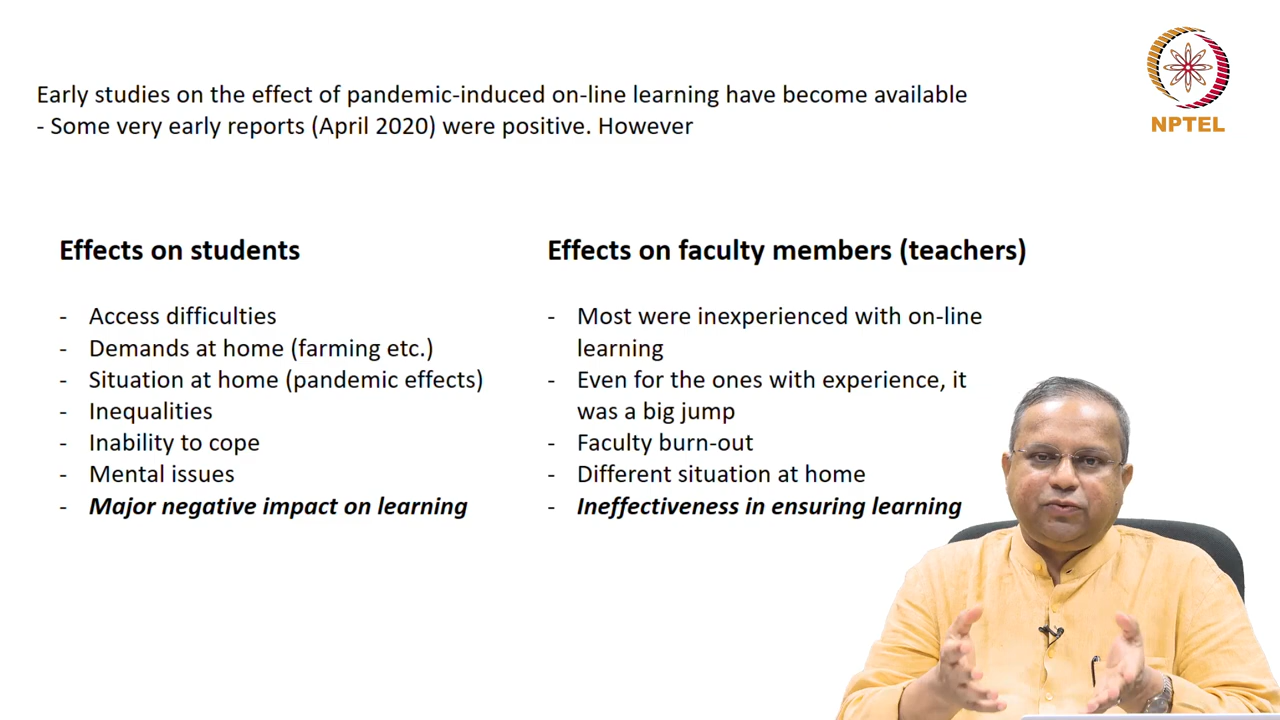 Early studies on the effect of pandemic-induced on-line learning have become available
- Some very early reports (April 2020) were positive. However
NPTEL
Effects on students
- Access difficulties
- Demands at home (farming etc.)
- Situation at home (pandemic effects)
- Inequalities
- Inability to cope
- Mental issues
- Major negative impact on learning
Effects on faculty members (teachers)
- Most were inexperienced with on-line
learning
- Even for the ones with experience, it
was a big jump
- Faculty burn-out
- Different situation at home
- Ineffectiveness in ensuring learning